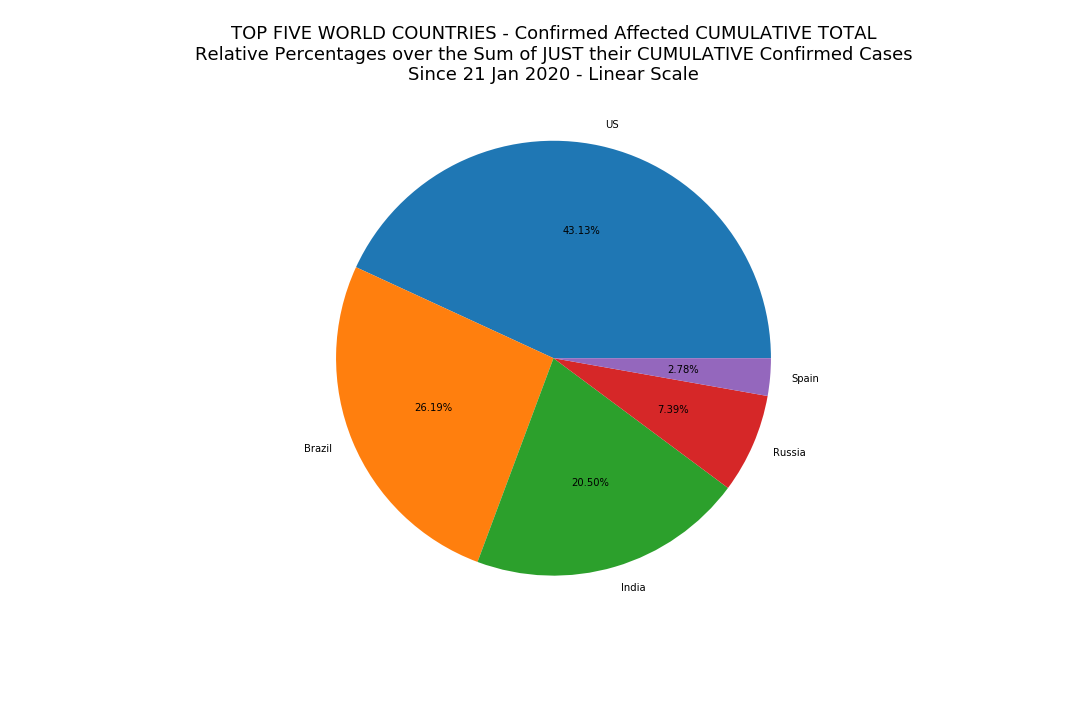 TOP FIVE WORLD COUNTRIES - Confirmed Affected CUMULATIVE TOTAL
Relative Percentages over the Sum of JUST their CUMULATIVE Confirmed Cases
Since 21 Jan 2020 - Linear Scale
US
43.13%
2.78%
Spain
26.19%
7.39%
Brazil
Russia
20.50%
India